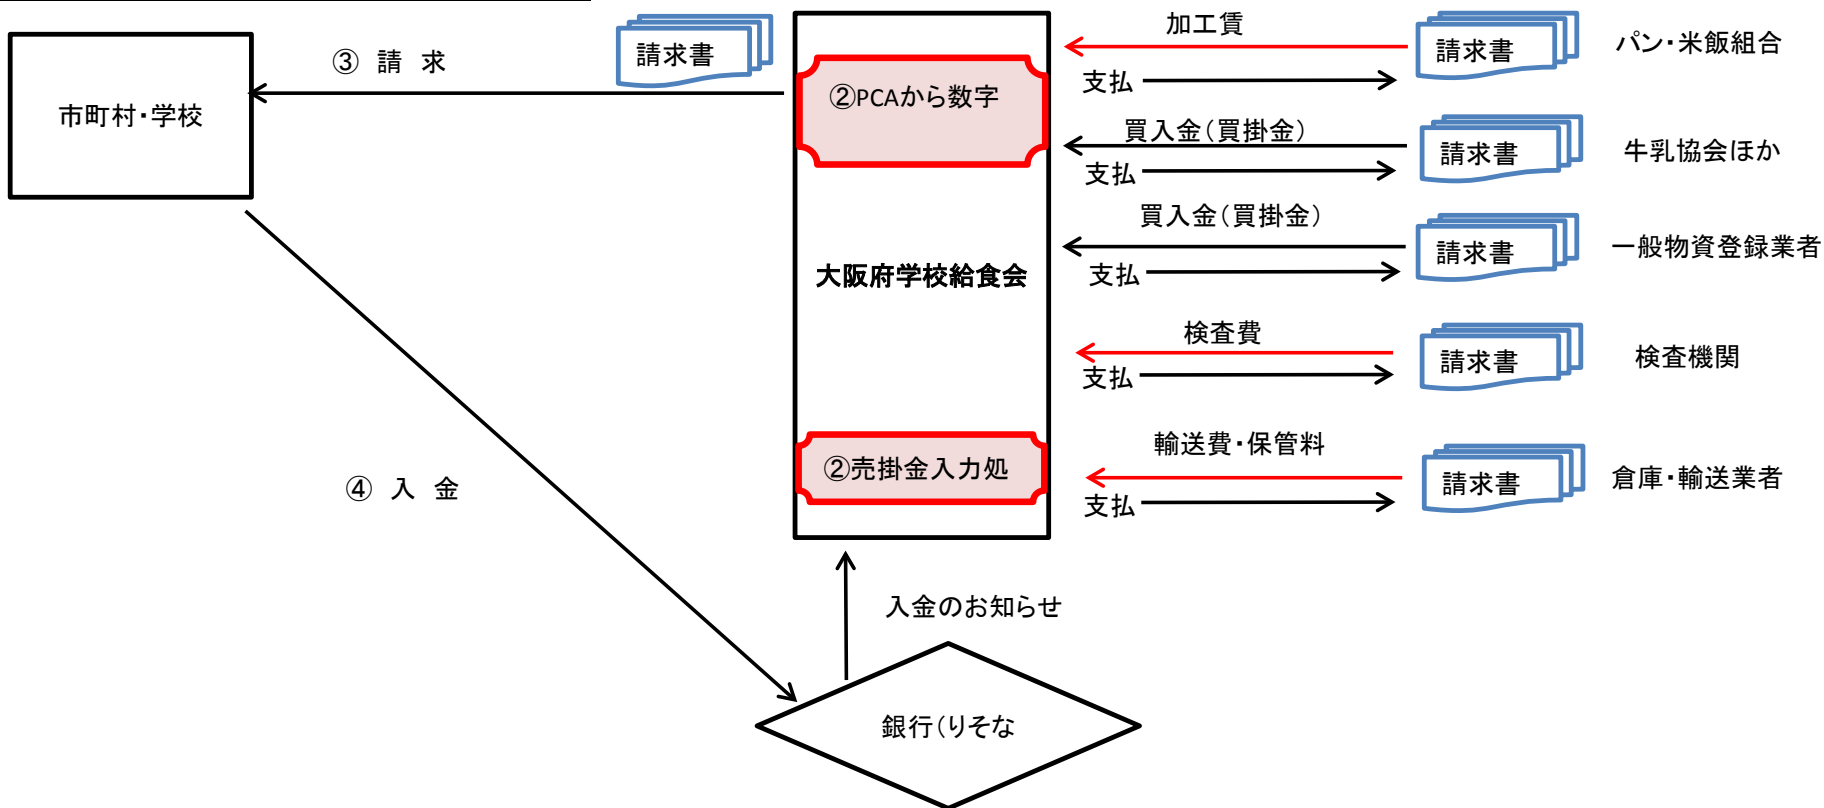 加工賃
請求書
請求書
パン・米飯組合
③ 請 求
支払
②PCAから数字
市町村・学校
買入金(買掛金)
請求書
牛乳協会ほか
支払
買入金(買掛金)
請求書
一般物資登録業者
大阪府学校給食会
支払
検査費
請求書
検査機関
支払
輸送費・保管料
②売掛金入力処
請求書
倉庫・輸送業者
④ 入 金
支払
入金のお知らせ
銀行(りそな